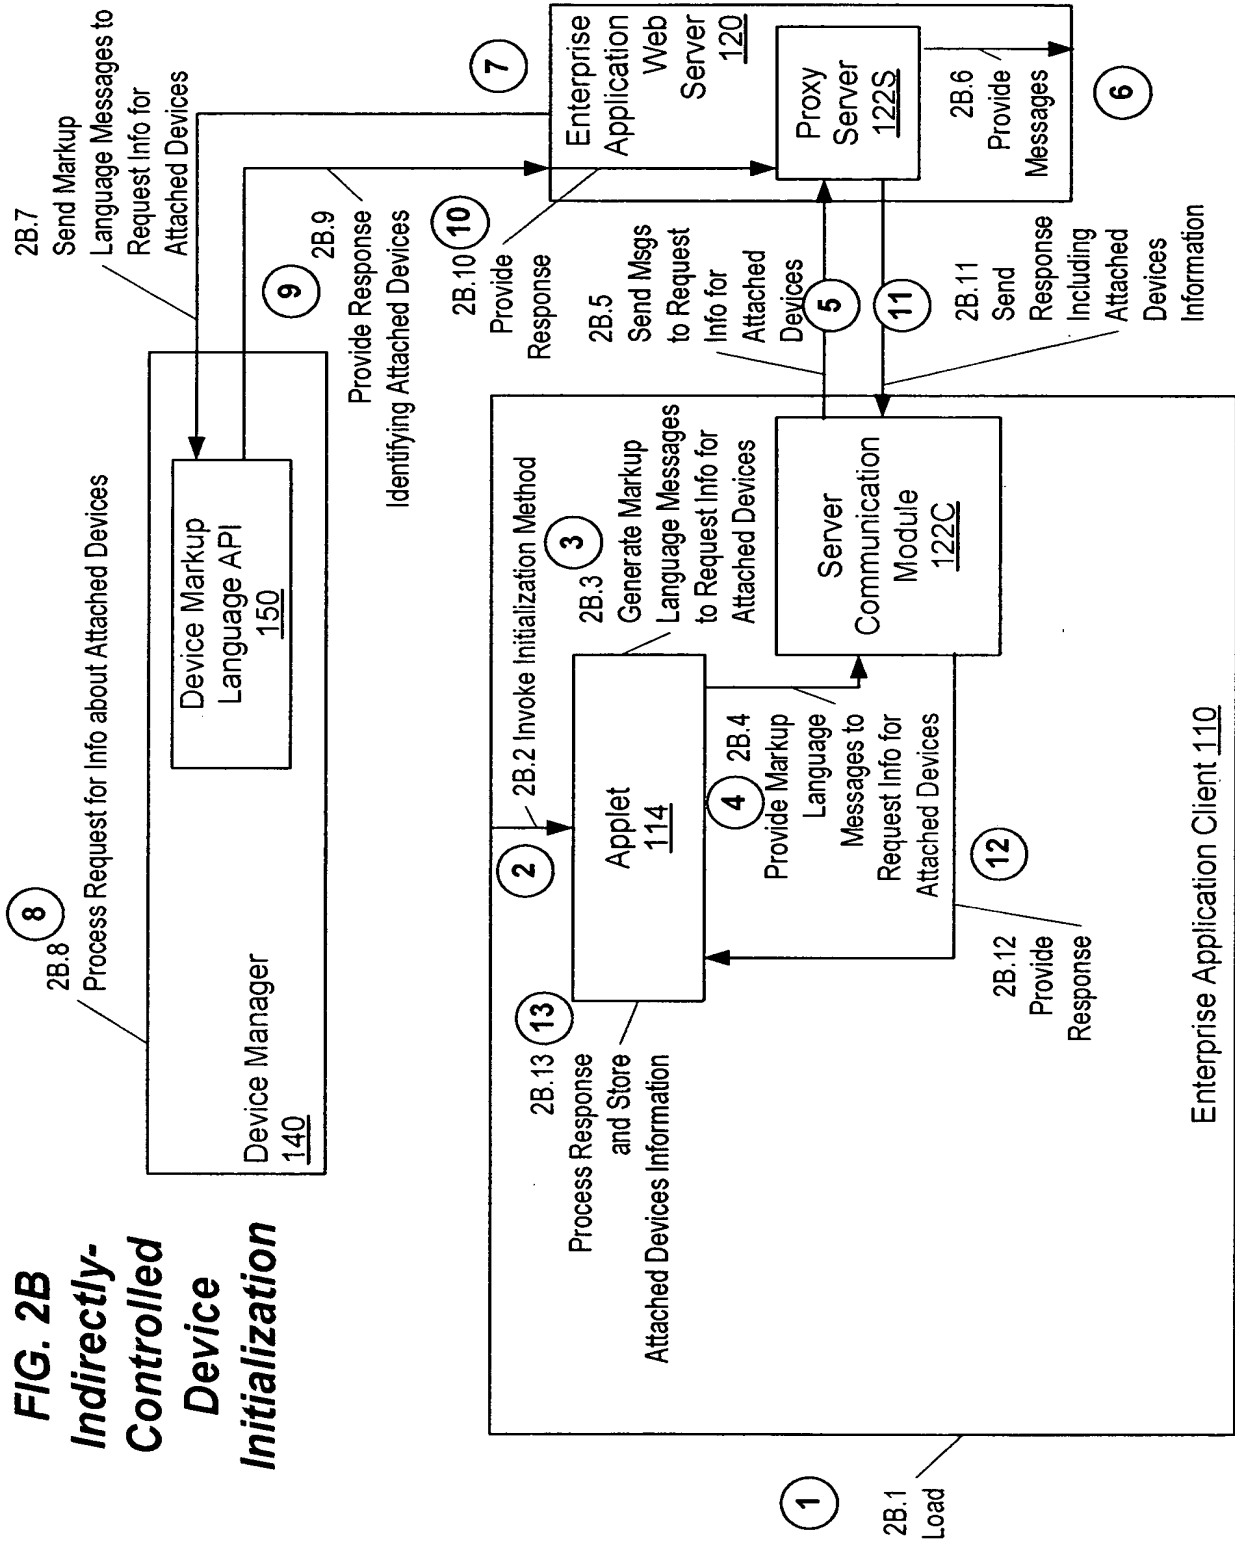 FIG. 2B
Indirectly-
Controlled
Device
Initialization
8
2B.8
Process Request for Info about Attached Devices
Device Manager
140
Device Markup
Language API
150
2B.7
Send Markup
Language Messages to
Request Info for
Attached Devices
9
2B.9
Provide Response
Identifying Attached Devices
7
Enterprise
Application
Web
Server
120
Proxy
Server
122S
10
2B.10
Provide
Response
2B.6
Provide
Messages
6
2B.5
Send Msgs
to Request
Info for
Attached
Devices
5
11
2B.11
Send
Response
Including
Attached
Devices
Information
1
2B.1
Load
2
2B.2 Invoke Initialization Method
Applet
114
3
2B.3
Generate Markup
Language Messages
to Request Info for
Attached Devices
4
2B.4
Provide Markup
Language
Messages to
Request Info for
Attached Devices
Server
Communication
Module
122C
12
2B.12
Provide
Response
13
2B.13
Process Response
and Store
Attached Devices Information
Enterprise Application Client 110